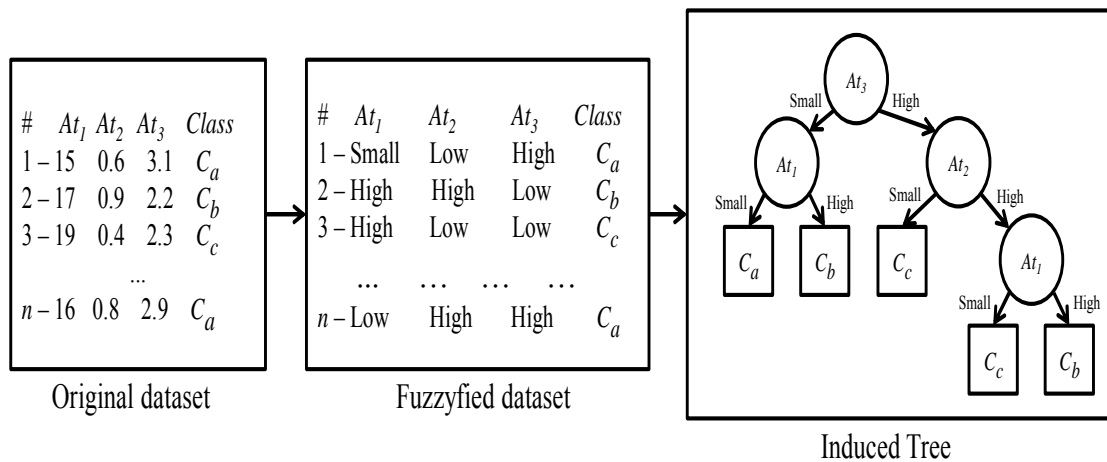 # At1 At2 At3 Class
1 – 15 0.6 3.1 Ca
2 – 17 0.9 2.2 Cb
3 – 19 0.4 2.3 Cc
...
n – 16 0.8 2.9 Ca
Original dataset
# At1 At2 At3 Class
1 – Small Low High Ca
2 – High High Low Cb
3 – High Low Low Cc
... ... ... ...
n – Low High High Ca
Fuzzyfied dataset
At3
Small High
At1 At2
Small High Small High
Ca Cb Cc At1
Small High
Cc Cb
Induced Tree